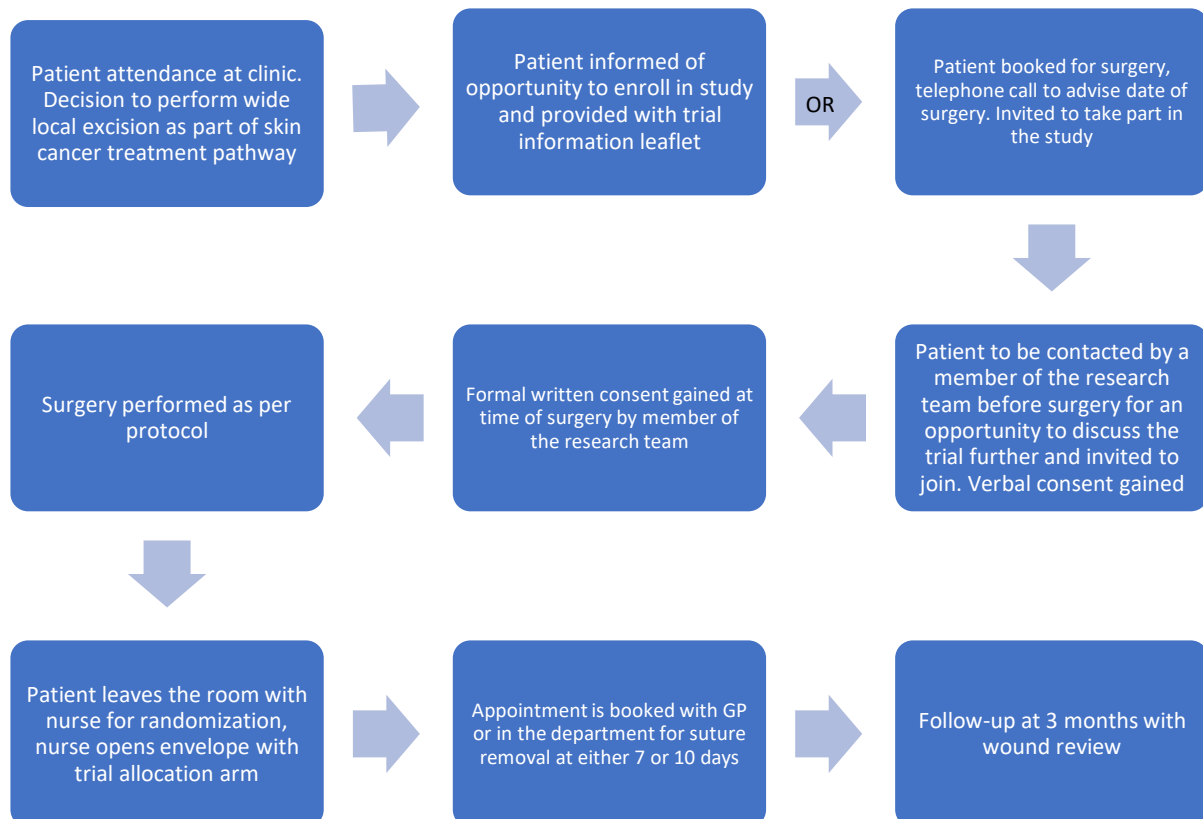 Patient attendance at clinic.
Decision to perform wide
local excision as part of skin
cancer treatment pathway
Patient informed of
opportunity to enroll in study
and provided with trial
information leaflet
OR
Patient booked for surgery,
telephone call to advise date of
surgery. Invited to take part in
the study
Patient to be contacted by a
member of the research
team before surgery for an
opportunity to discuss the
trial further and invited to
join. Verbal consent gained
Formal written consent gained at
time of surgery by member of
the research team
Surgery performed as per
protocol
Patient leaves the room with
nurse for randomization,
nurse opens envelope with
trial allocation arm
Appointment is booked with GP
or in the department for suture
removal at either 7 or 10 days
Follow-up at 3 months with
wound review